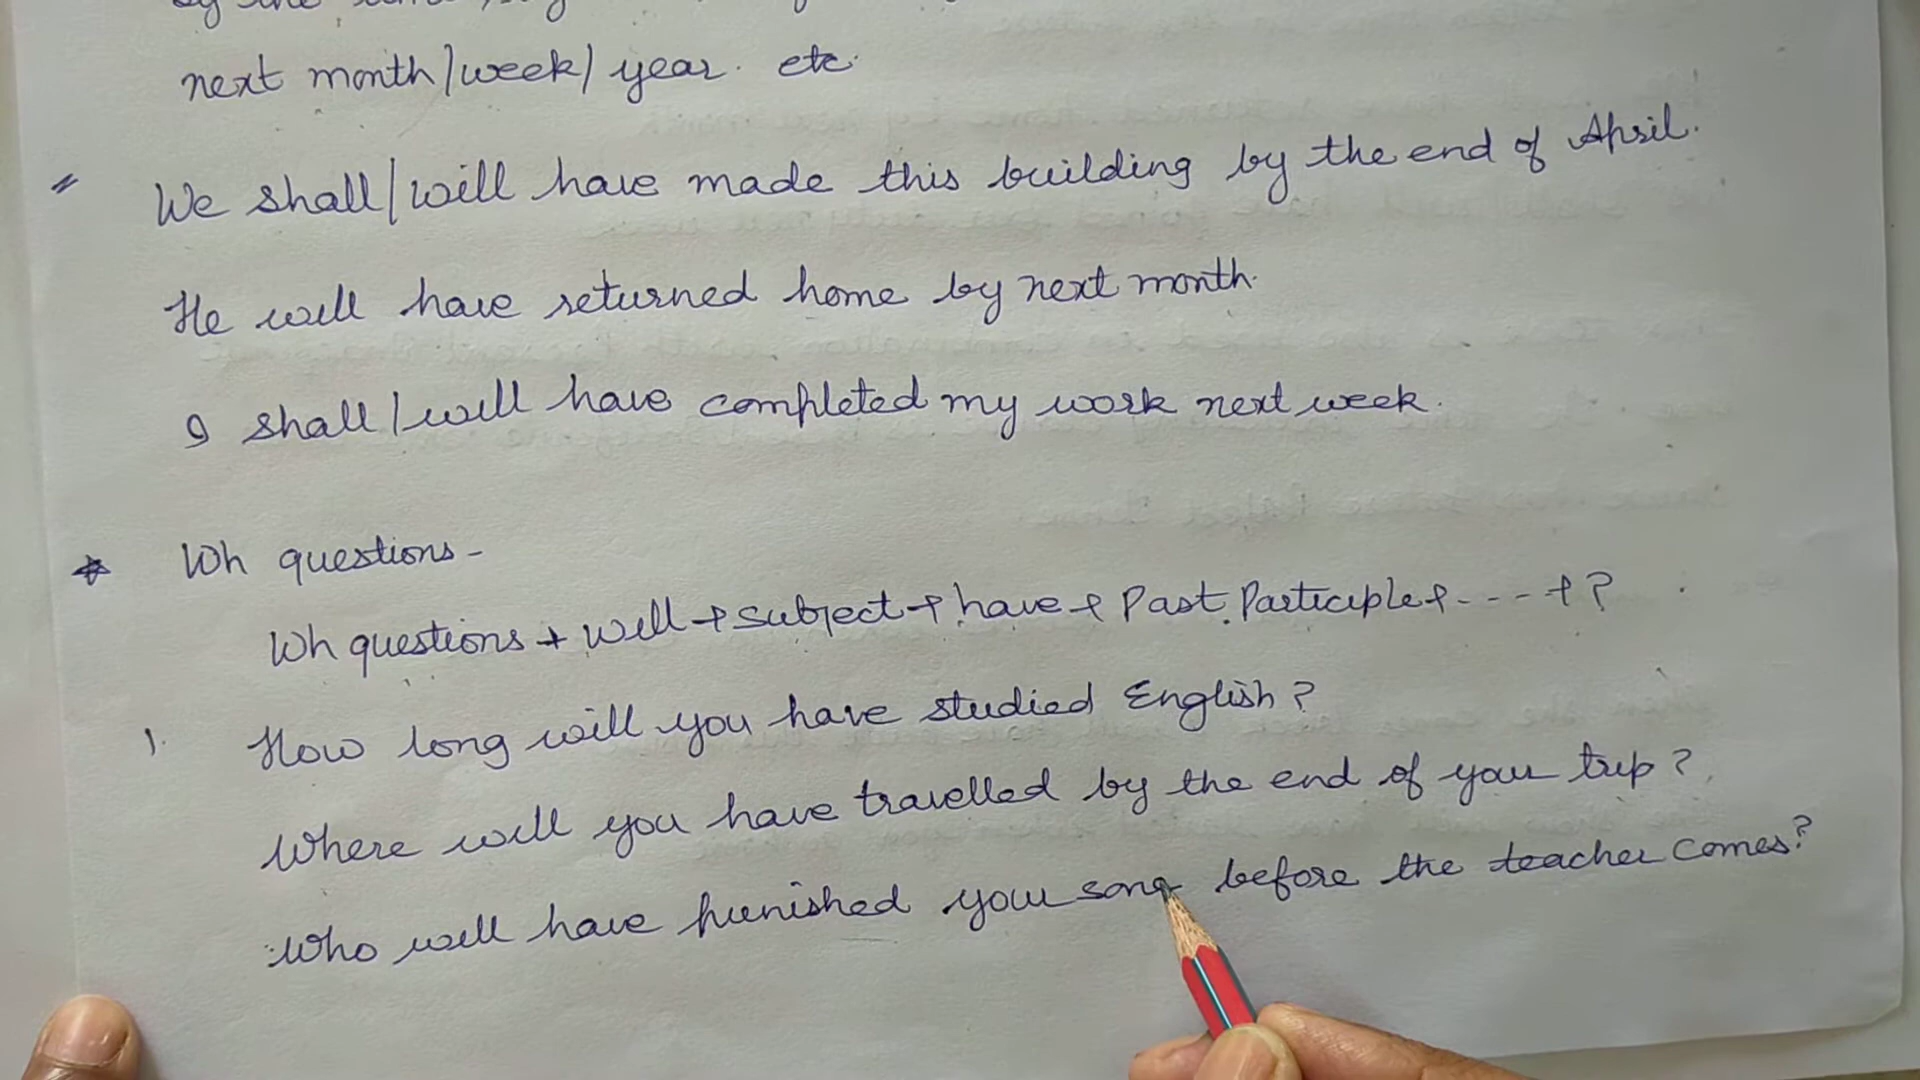 by the
next month/week/year. etc.
We shall/will have made this building by the end of April.
He will have returned home by next month.
I shall/will have completed my work next week.
Wh questions -
Wh questions + will + subject + have + Past Participle + ---- + ?
1. How long will you have studied English?
Where will you have travelled by the end of your trip?
Who will have punished your song before the teacher comes?